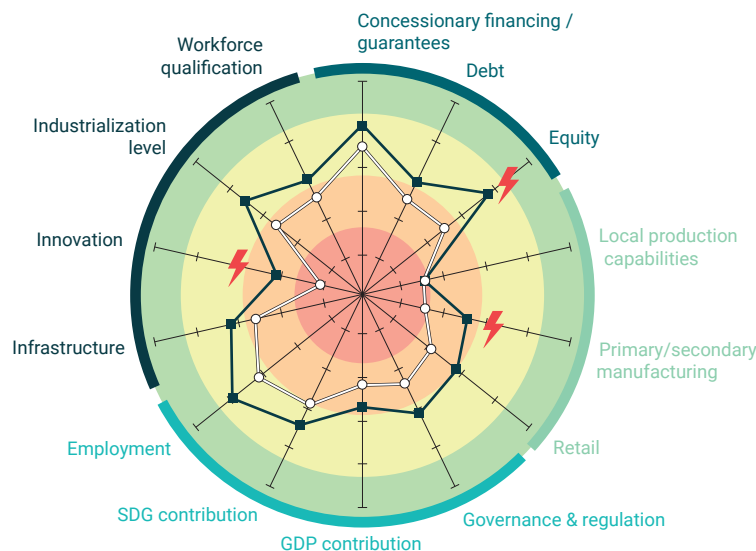 Concessionary financing /
guarantees
Debt
Equity
Local production
capabilities
Primary/secondary
manufacturing
Retail
Governance & regulation
GDP contribution
SDG contribution
Employment
Infrastructure
Innovation
Industrialization
level
Workforce
qualification